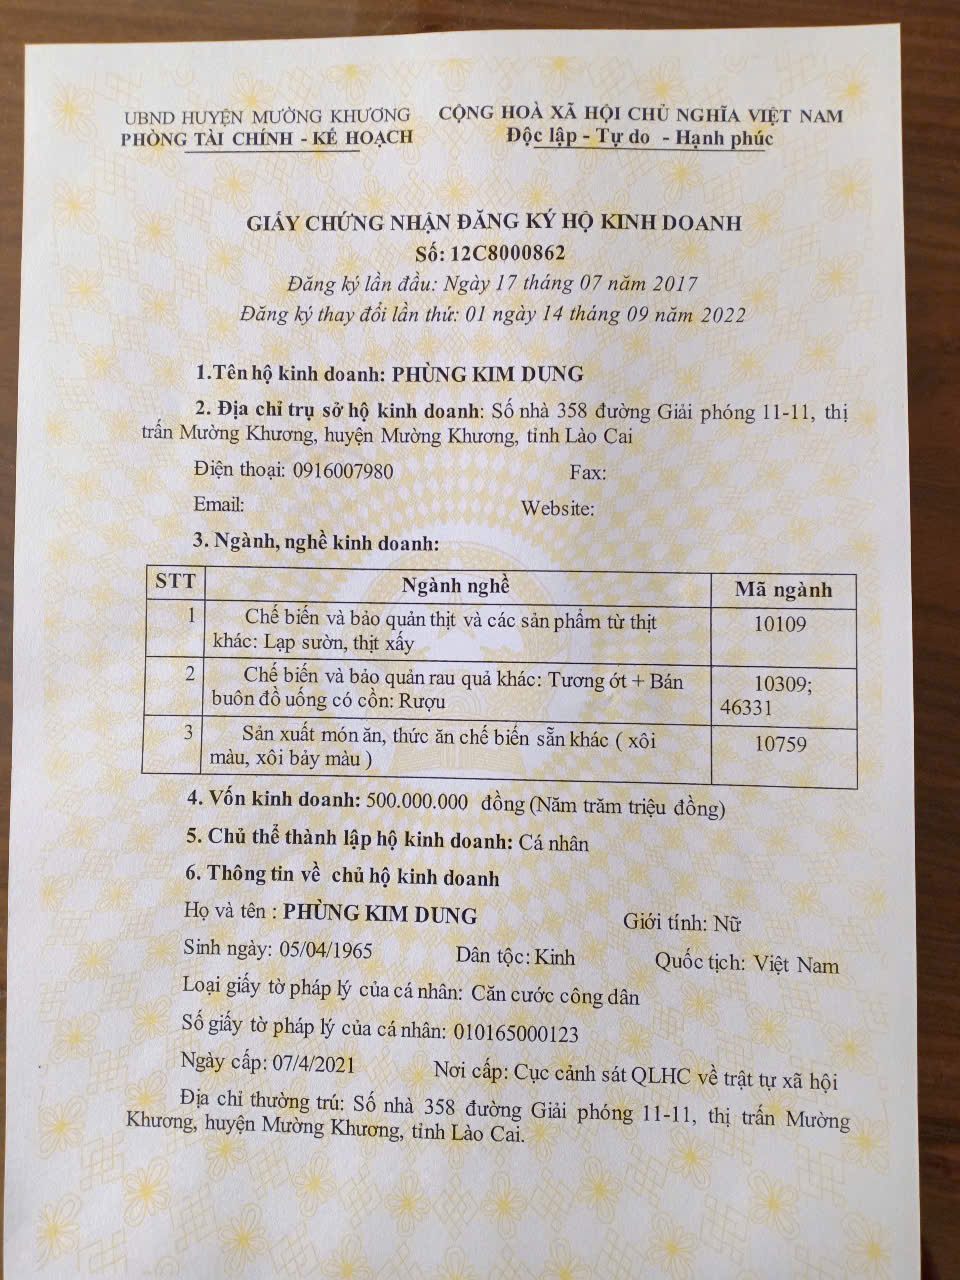 UBND HUYỆN MƯỜNG KHƯƠNG
PHÒNG TÀI CHÍNH - KẾ HOẠCH
CỘNG HOÀ XÃ HỘI CHỦ NGHĨA VIỆT NAM
Độc lập - Tự do - Hạnh phúc
GIẤY CHỨNG NHẬN ĐĂNG KÝ HỘ KINH DOANH
Số: 12C8000862
Đăng ký lần đầu: Ngày 17 tháng 07 năm 2017
Đăng ký thay đổi lần thứ: 01 ngày 14 tháng 09 năm 2022
1.Tên hộ kinh doanh: PHÙNG KIM DUNG
2. Địa chỉ trụ sở hộ kinh doanh: Số nhà 358 đường Giải phóng 11-11, thị
trấn Mường Khương, huyện Mường Khương, tỉnh Lào Cai
Điện thoại: 0916007980 Fax:
Email: Website:
3. Ngành, nghề kinh doanh:
STT Ngành nghề Mã ngành
1 Chế biến và bảo quản thịt và các sản phẩm từ thịt 10109
khác: Lạp sườn, thịt xấy
2 Chế biến và bảo quản rau quả khác: Tương ớt + Bán 10309;
buôn đồ uống có cồn: Rượu 46331
3 Sản xuất món ăn, thức ăn chế biến sẵn khác ( xôi 10759
màu, xôi bảy màu )
4. Vốn kinh doanh: 500.000.000 đồng (Năm trăm triệu đồng)
5. Chủ thể thành lập hộ kinh doanh: Cá nhân
6. Thông tin về chủ hộ kinh doanh
Họ và tên : PHÙNG KIM DUNG Giới tính: Nữ
Sinh ngày: 05/04/1965 Dân tộc: Kinh Quốc tịch: Việt Nam
Loại giấy tờ pháp lý của cá nhân: Căn cước công dân
Số giấy tờ pháp lý của cá nhân: 010165000123
Ngày cấp: 07/4/2021 Nơi cấp: Cục cảnh sát QLHC về trật tự xã hội
Địa chỉ thường trú: Số nhà 358 đường Giải phóng 11-11, thị trấn Mường
Khương, huyện Mường Khương, tỉnh Lào Cai.